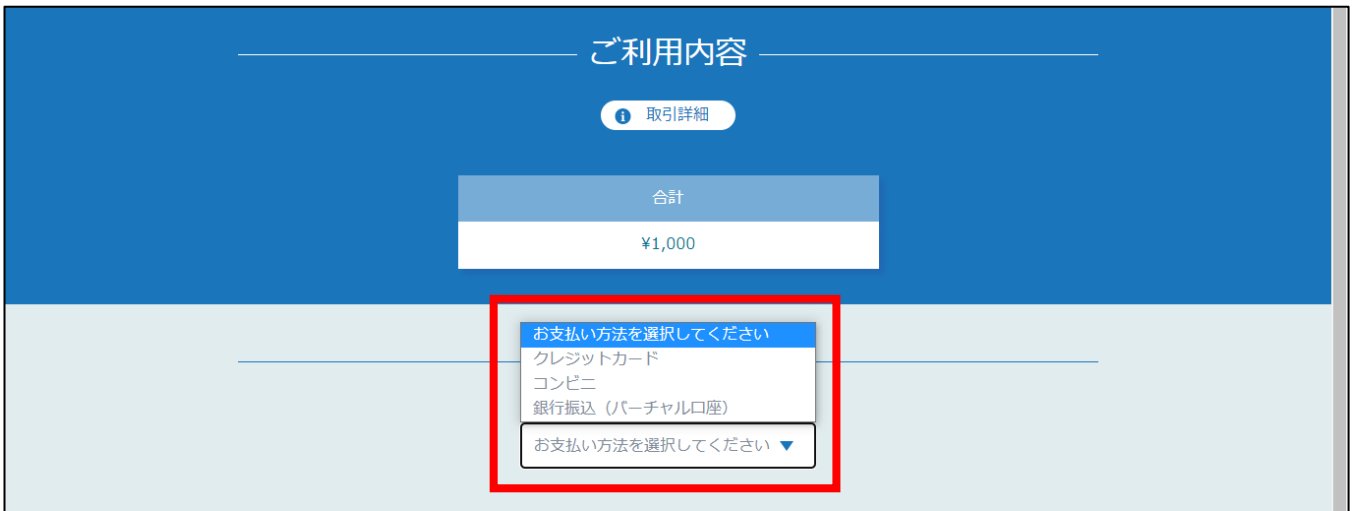 ご利用内容
取引詳細
合計
¥1,000
お支払い方法を選択してください
クレジットカード
コンビニ
銀行振込（バーチャル口座）
お支払い方法を選択してください